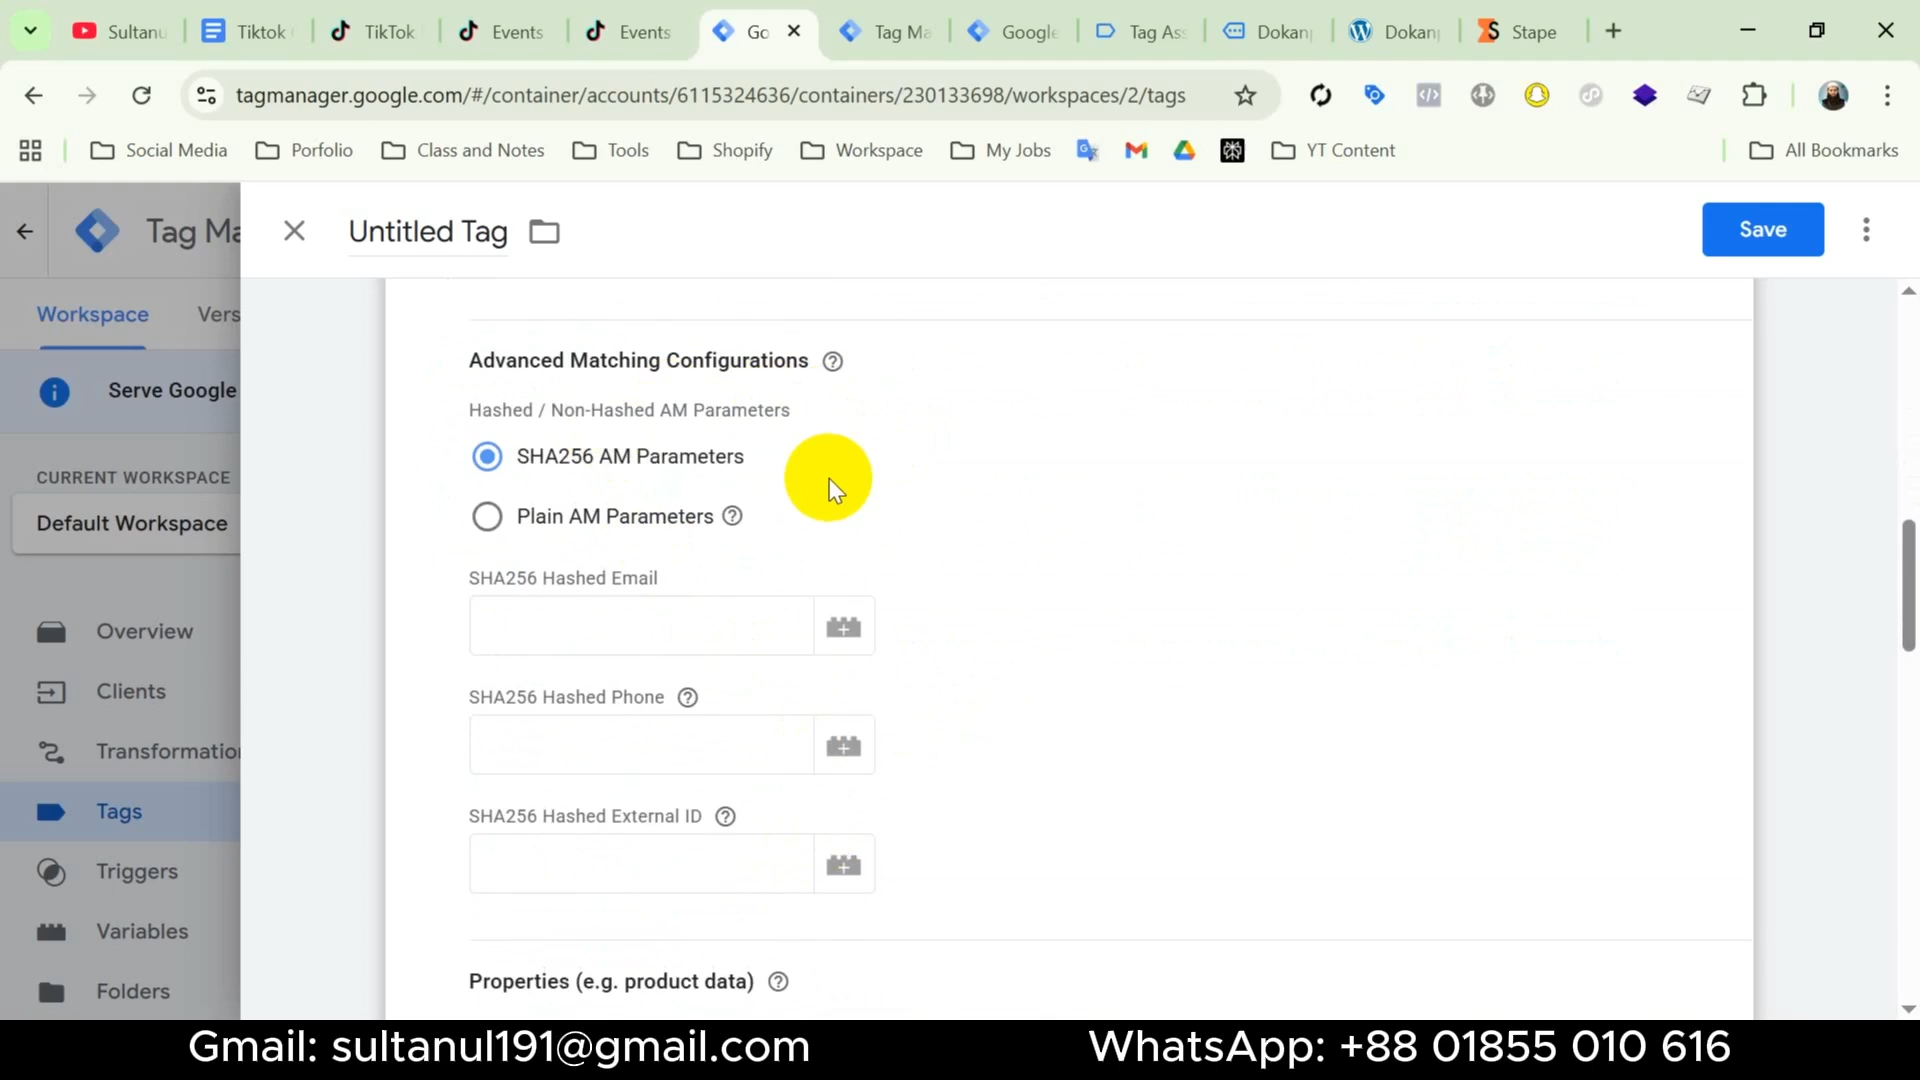 Sultanu
Tiktok
TikTok
Events
Events
Go
Tag Ma
Google
Tag Ass
Dokan
Dokan
Stape
tagmanager.google.com/#/container/accounts/6115324636/containers/230133698/workspaces/2/tags
Social Media
Porfolio
Class and Notes
Tools
Shopify
Workspace
My Jobs
YT Content
All Bookmarks
Tag Ma
Untitled Tag
Save
Workspace
Vers
Serve Google
CURRENT WORKSPACE
Default Workspace
Overview
Clients
Transformation
Tags
Triggers
Variables
Folders
Advanced Matching Configurations
Hashed / Non-Hashed AM Parameters
SHA256 AM Parameters
Plain AM Parameters
SHA256 Hashed Email
SHA256 Hashed Phone
SHA256 Hashed External ID
Properties (e.g. product data)
Gmail: sultanul191@gmail.com
WhatsApp: +88 01855 010 616